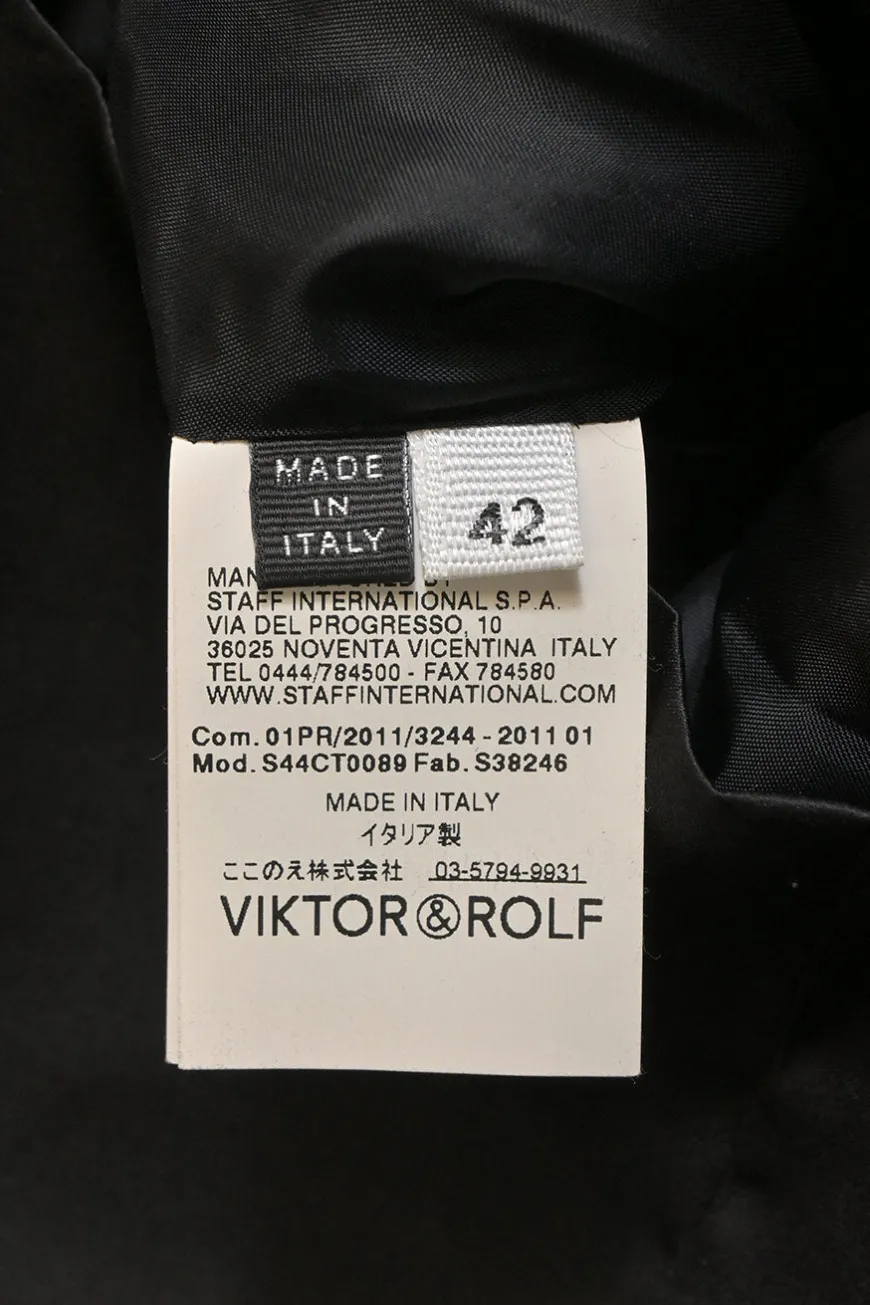 MADE
IN
ITALY
42
STAFF INTERNATIONAL S.P.A.
VIA DEL PROGRESSO, 10
36025 NOVENTA VICENTINA ITALY
TEL 0444/784500 - FAX 784580
WWW.STAFFINTERNATIONAL.COM
Com. 01PR/2011/3244 - 2011 01
Mod. S44CT0089 Fab. S38246
MADE IN ITALY
イタリア製
ここのえ株式会社 03-5794-9931
VIKTOR&ROLF